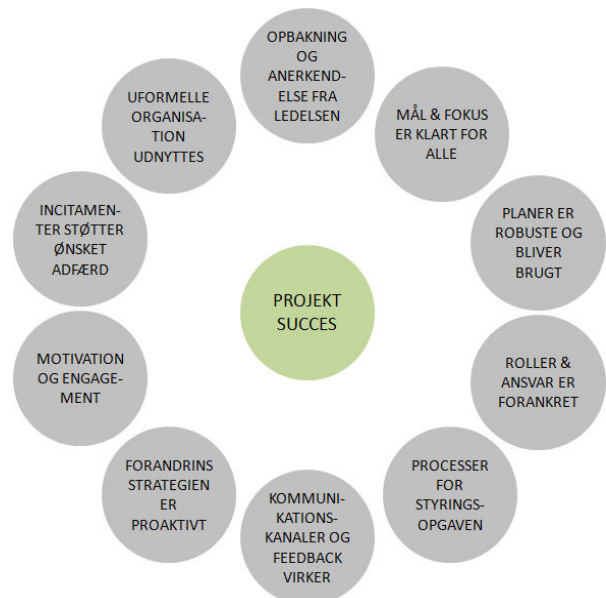 OPBAKNING
OG
ANERKEND-
ELSE FRA
LEDELSEN
MÅL & FOKUS
ER KLART FOR
ALLE
PLANER ER
ROBUSTE OG
BLIVER
BRUGT
ROLLER &
ANSVAR ER
FORANKRET
PROCESSER
FOR
STYRINGS-
OPGAVEN
KOMMUNI-
KATIONS-
KANALER OG
FEEDBACK
VIRKER
FORANDRINS
STRATEGIEN
ER
PROAKTIVT
MOTIVATION
OG ENGAGE-
MENT
INCITAMEN-
TER STØTTER
ØNSKET
ADFÆRD
UFORMELLE
ORGANISA-
TION
UDNYTTES
PROJEKT
SUCCES